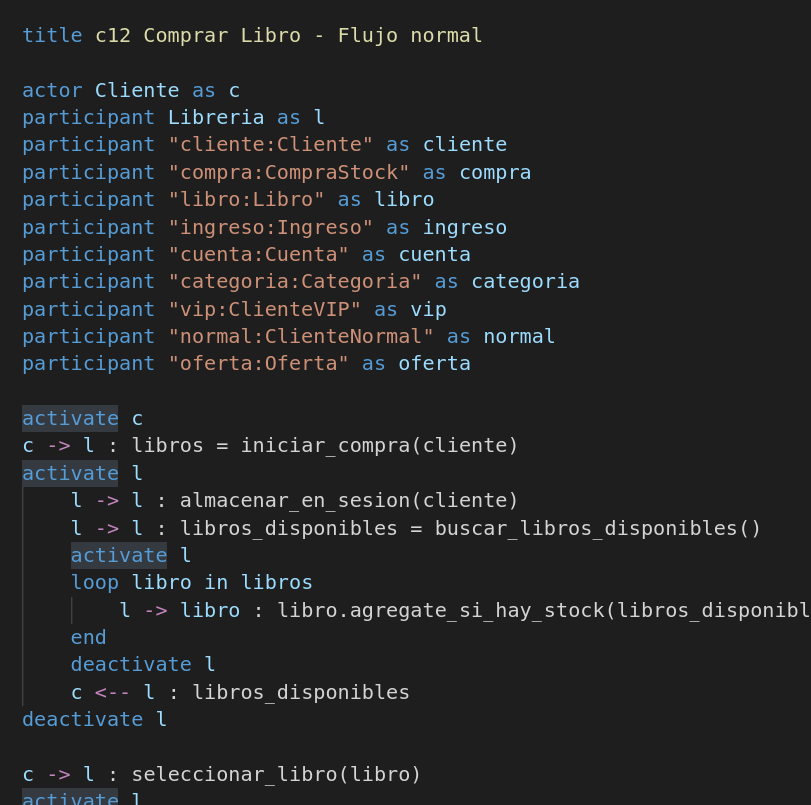 title c12 Comprar Libro - Flujo normal
actor Cliente as c
participant Libreria as l
participant "cliente:Cliente" as cliente
participant "compra:CompraStock" as compra
participant "libro:Libro" as libro
participant "ingreso:Ingreso" as ingreso
participant "cuenta:Cuenta" as cuenta
participant "categoria:Categoria" as categoria
participant "vip:ClienteVIP" as vip
participant "normal:ClienteNormal" as normal
participant "oferta:Oferta" as oferta
activate c
c -> l : libros = iniciar_compra(cliente)
activate l
l -> l : almacenar_en_sesion(cliente)
l -> l : libros_disponibles = buscar_libros_disponibles()
activate l
loop libro in libros
l -> libro : libro.agregate_si_hay_stock(libros_disponibl
end
deactivate l
c <-- l : libros_disponibles
deactivate l
c -> l : seleccionar_libro(libro)
activate l